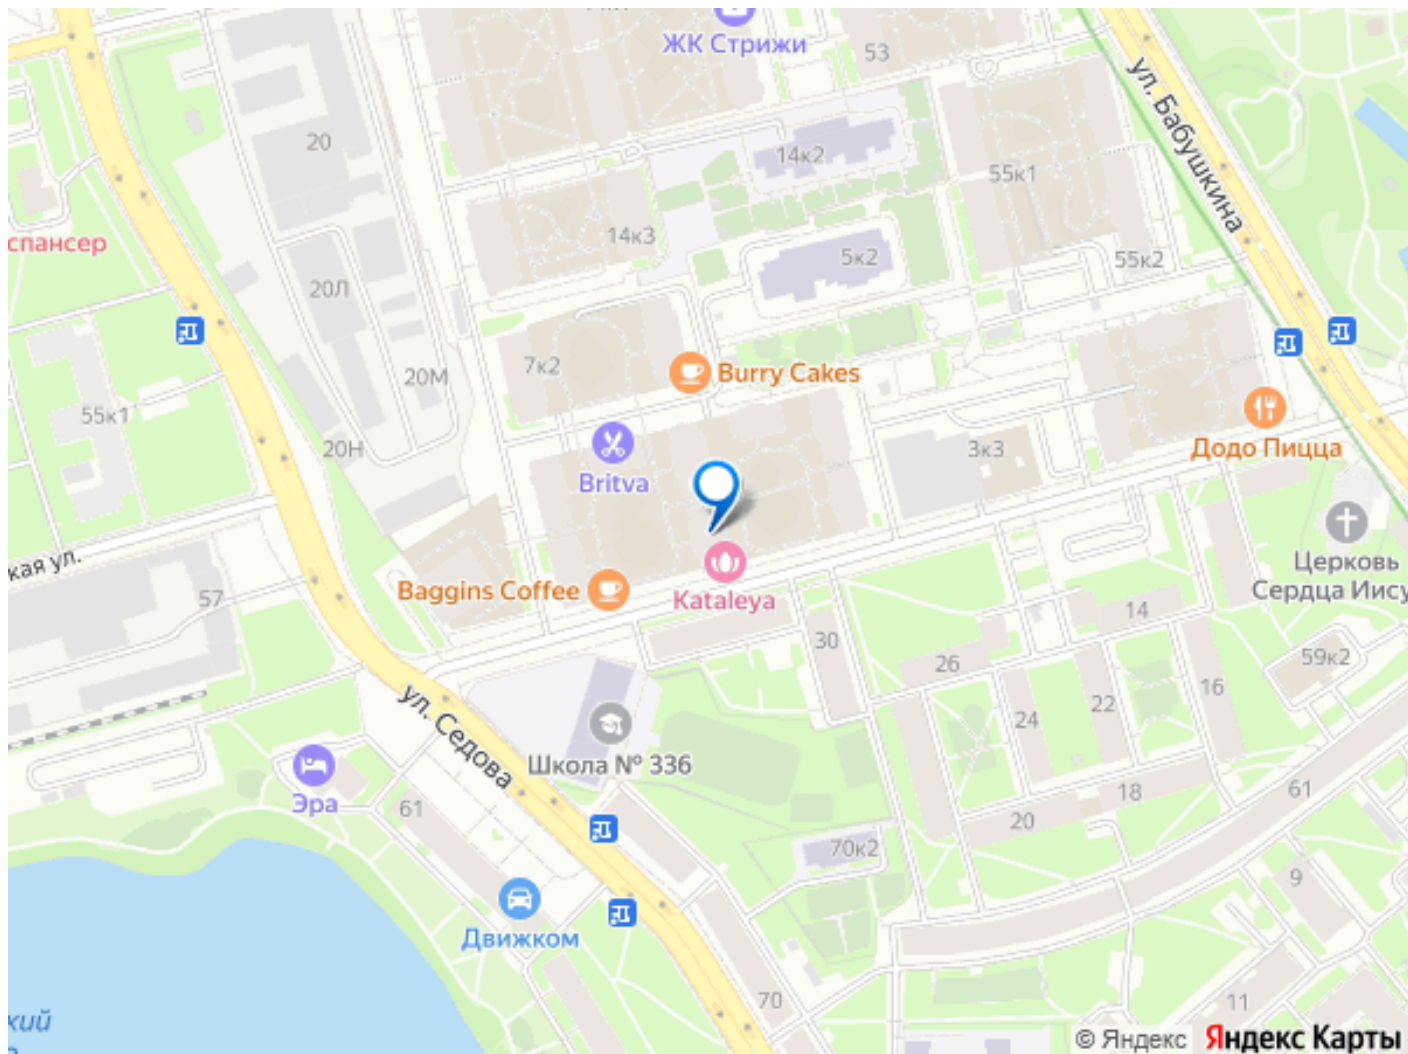 ЖК Стрижи
53
ул. Бабушкина
20
14к2
55к1
14к3
спансер
5к2
55к2
20Л
7к2
Burry Cakes
20М
55к1
Додо Пицца
20Н
3к3
Britva
кая ул.
Baggins Coffee
Kataleya
Церковь
Сердца Иису
57
14
30
26
59к2
16
22
24
ул. Седова
Школа № 336
Эра
61
18
61
20
70к2
9
Движком
70
11
кий
© Яндекс Яндекс Карты